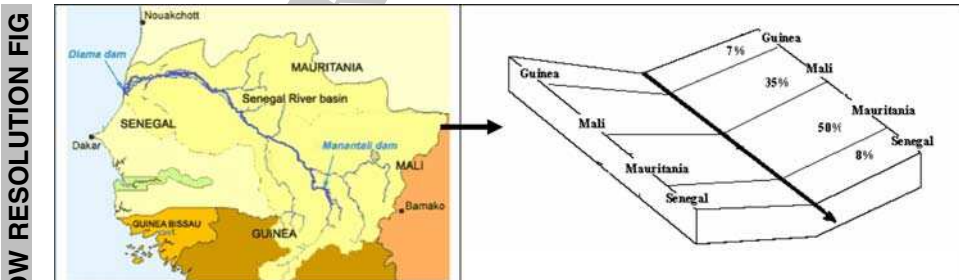 LOW RESOLUTION FIG
Nouakchott
Diama dam
MAURITANIA
Senegal River basin
SENEGAL
Dakar
Manantali dam
MALI
Bamako
GUINEA BISSAU
GUINEA
7%
Guinea
Guinea
35%
Mali
Mali
50%
Mauritania
Mauritania
8%
Senegal
Senegal